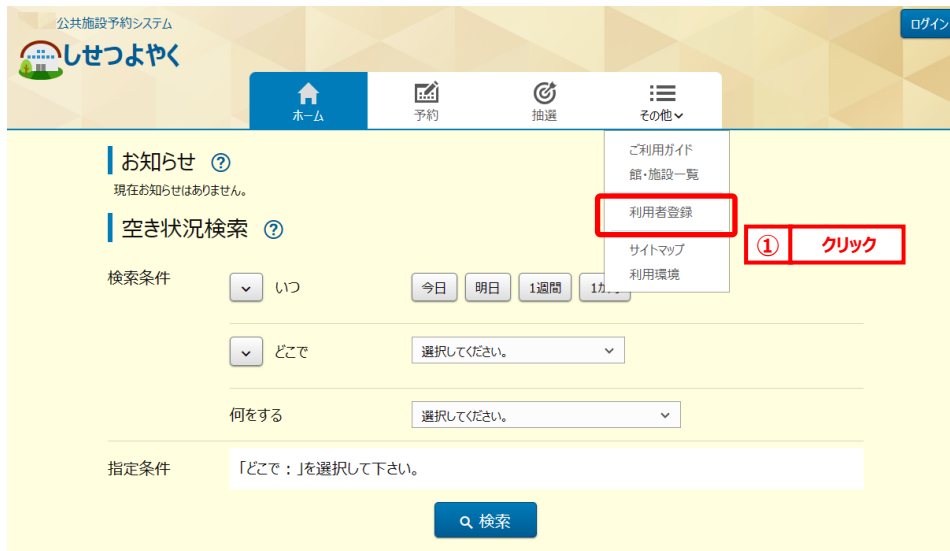 公共施設予約システム
しせつよやく
ログイン
ホーム
予約
抽選
その他
ご利用ガイド
館・施設一覧
利用者登録
サイトマップ
利用環境
① クリック
お知らせ ?
現在お知らせはありません。
空き状況検索 ?
検索条件
いつ 今日 明日 1週間
どこで 選択してください。
何をする 選択してください。
指定条件 「どこで : 」を選択して下さい。
検索